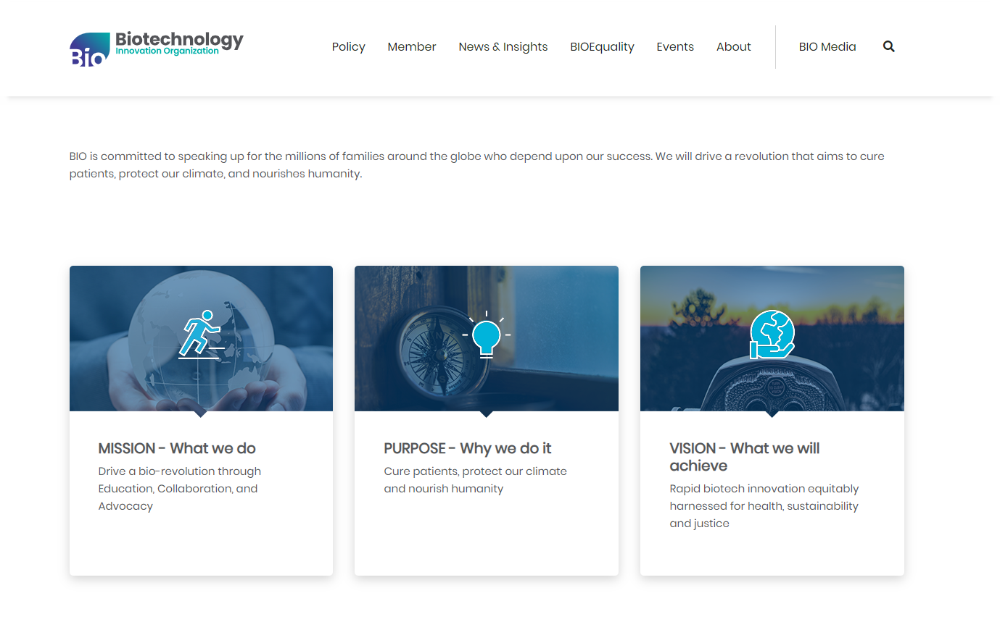 Bio
Biotechnology
Innovation Organization
Policy
Member
News & Insights
BIOEquality
Events
About
BIO Media
BIO is committed to speaking up for the millions of families around the globe who depend upon our success. We will drive a revolution that aims to cure
patients, protect our climate, and nourishes humanity.
MISSION - What we do
Drive a bio-revolution through
Education, Collaboration, and
Advocacy
PURPOSE - Why we do it
Cure patients, protect our climate
and nourish humanity
VISION - What we will
achieve
Rapid biotech innovation equitably
harnessed for health, sustainability
and justice